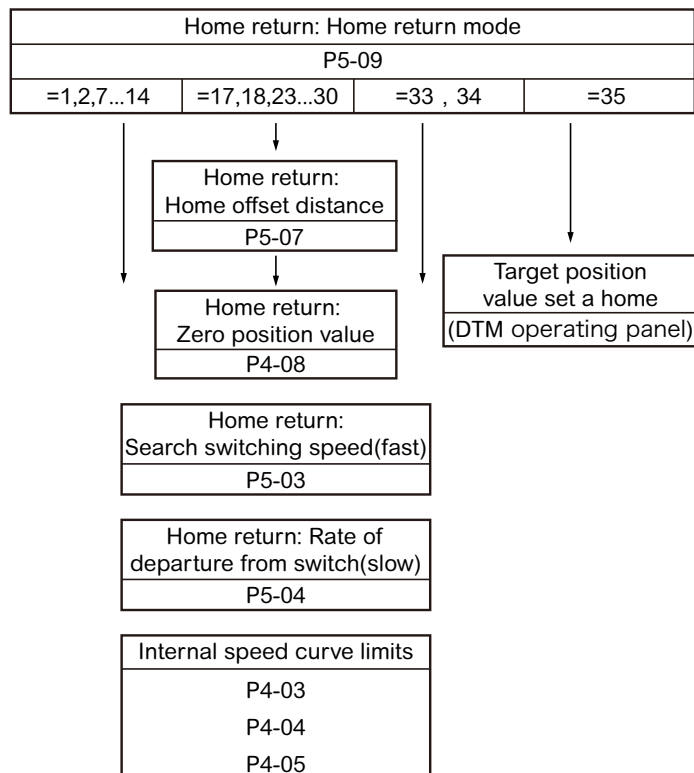 Home return: Home return mode
P5-09
=1,2,7...14
=17,18,23...30
=33 , 34
=35
Home return:
Home offset distance
P5-07
Target position
value set a home
(DTM operating panel)
Home return:
Zero position value
P4-08
Home return:
Search switching speed(fast)
P5-03
Home return: Rate of
departure from switch(slow)
P5-04
Internal speed curve limits
P4-03
P4-04
P4-05